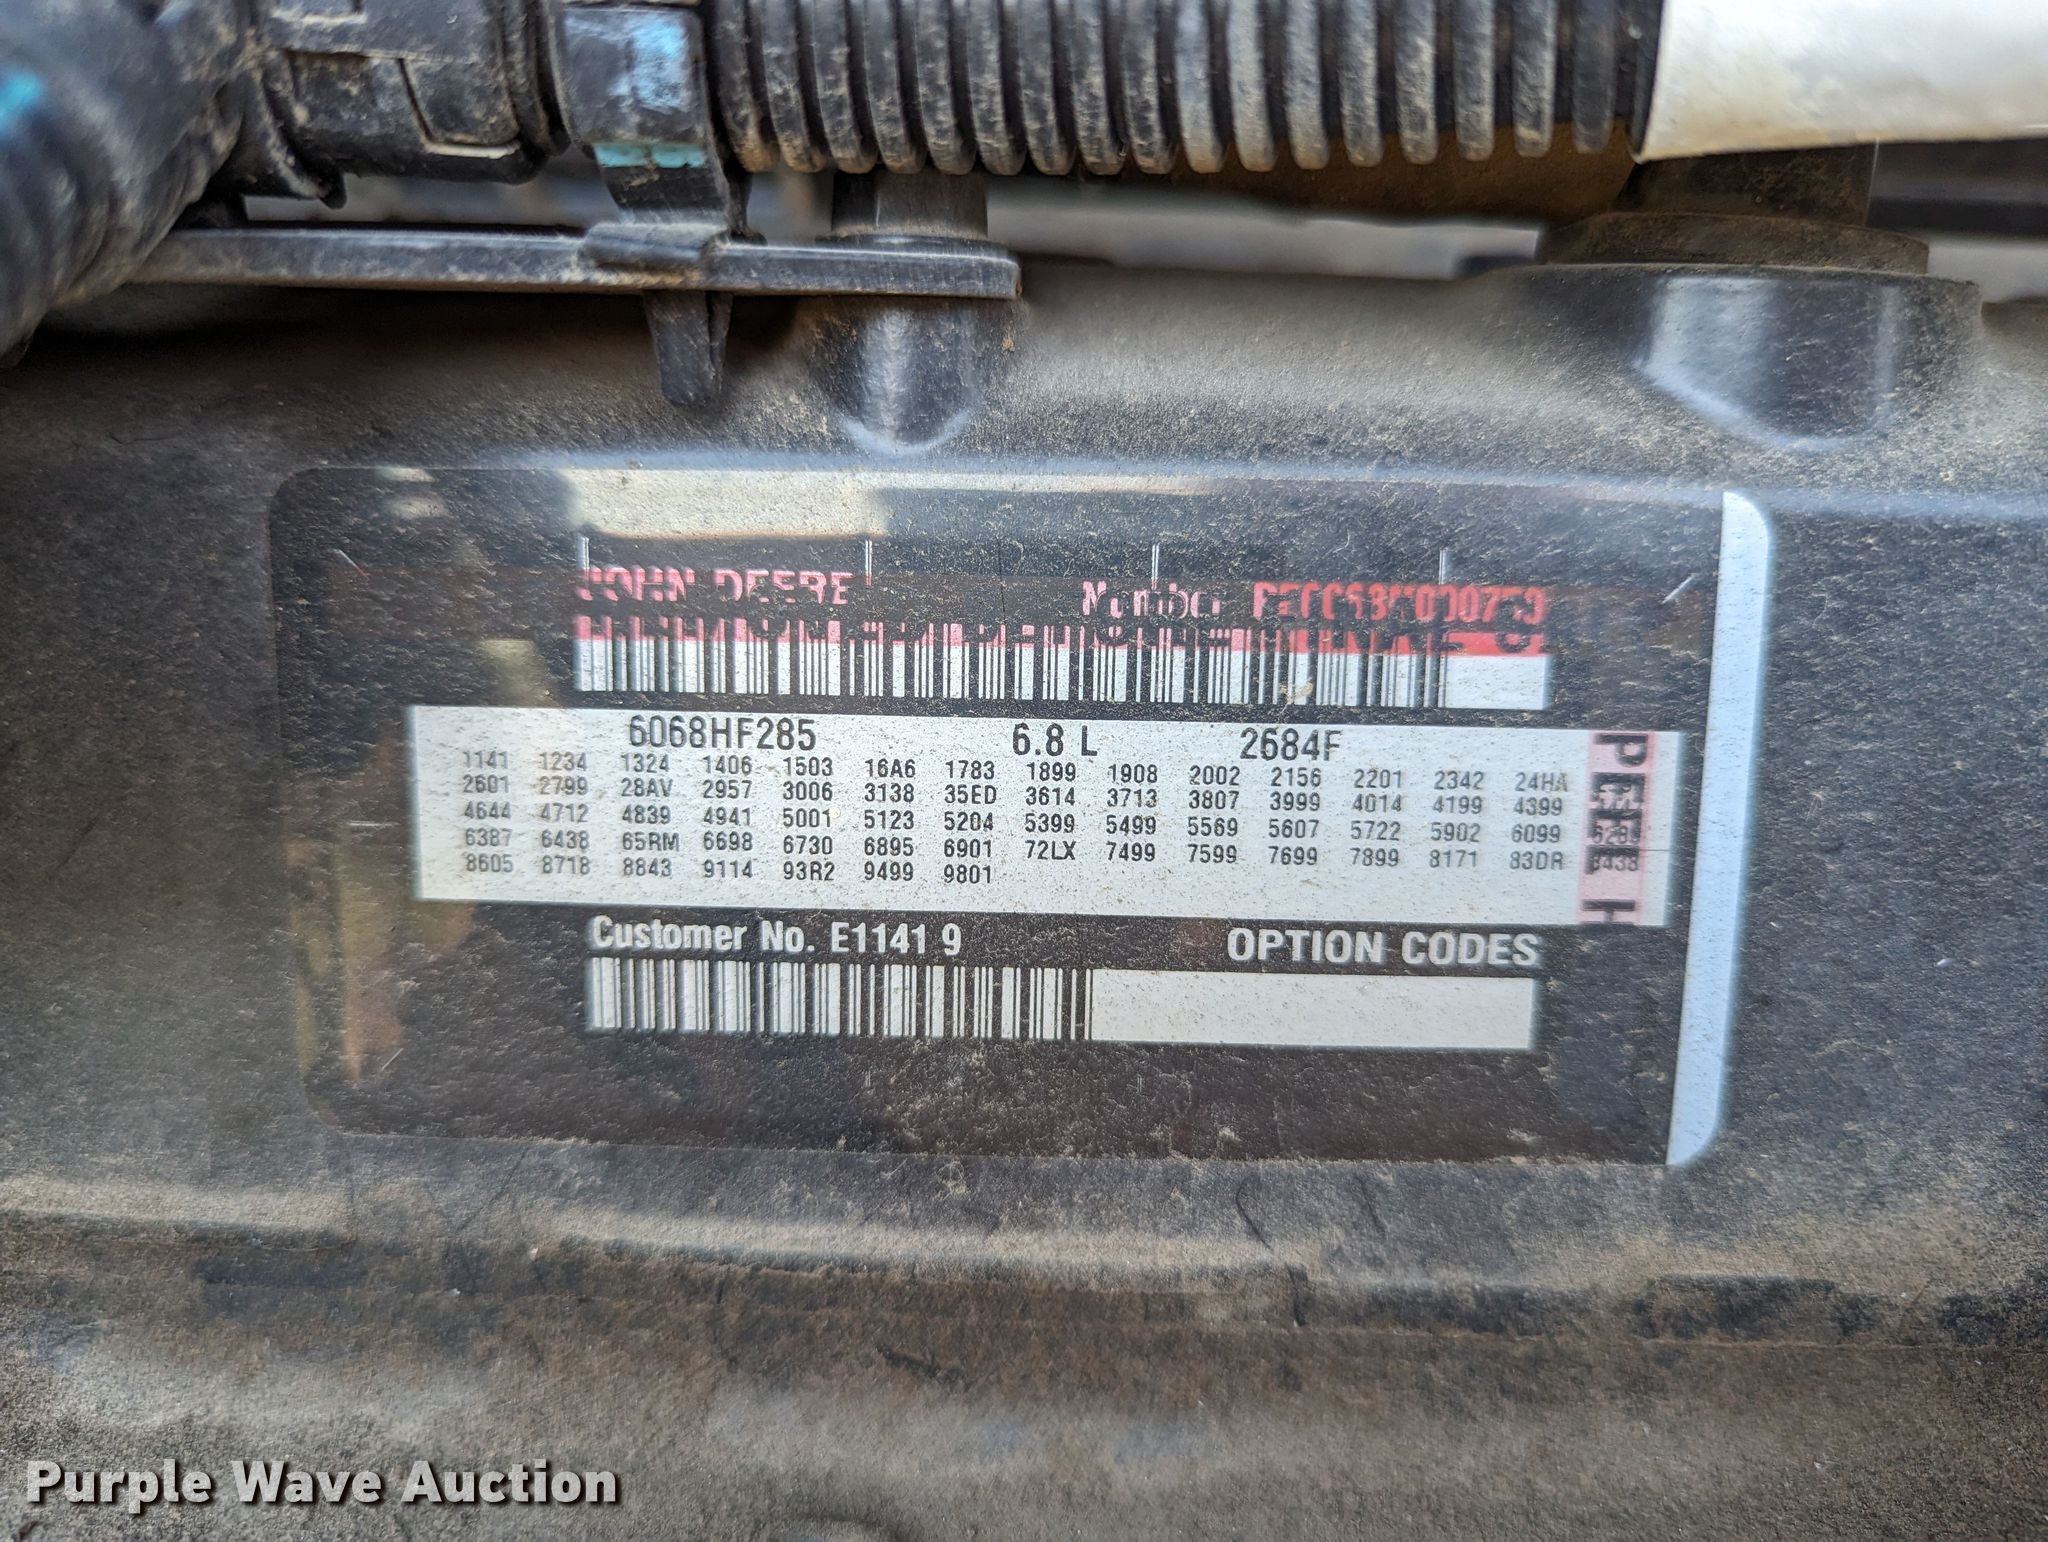 JOHN DEERE Number
6068HF285 6.8 L 2684F
1141 1234 1324 1406 1503 16A6 1783 1899 1908 2002 2156 2201 2342 24HA
2601 2799 28AV 2957 3006 3138 35ED 3614 3713 3807 3999 4014 4199 4399
4644 4712 4839 4941 5001 5123 5204 5399 5499 5569 5607 5722 5902 6099
6387 6438 65RM 6698 6730 6895 6901 72LX 7499 7599 7699 7899 8171 83DR
8605 8718 8843 9114 93R2 9499 9801
PEEL H
Customer No. E1141 9 OPTION CODES
Purple Wave Auction